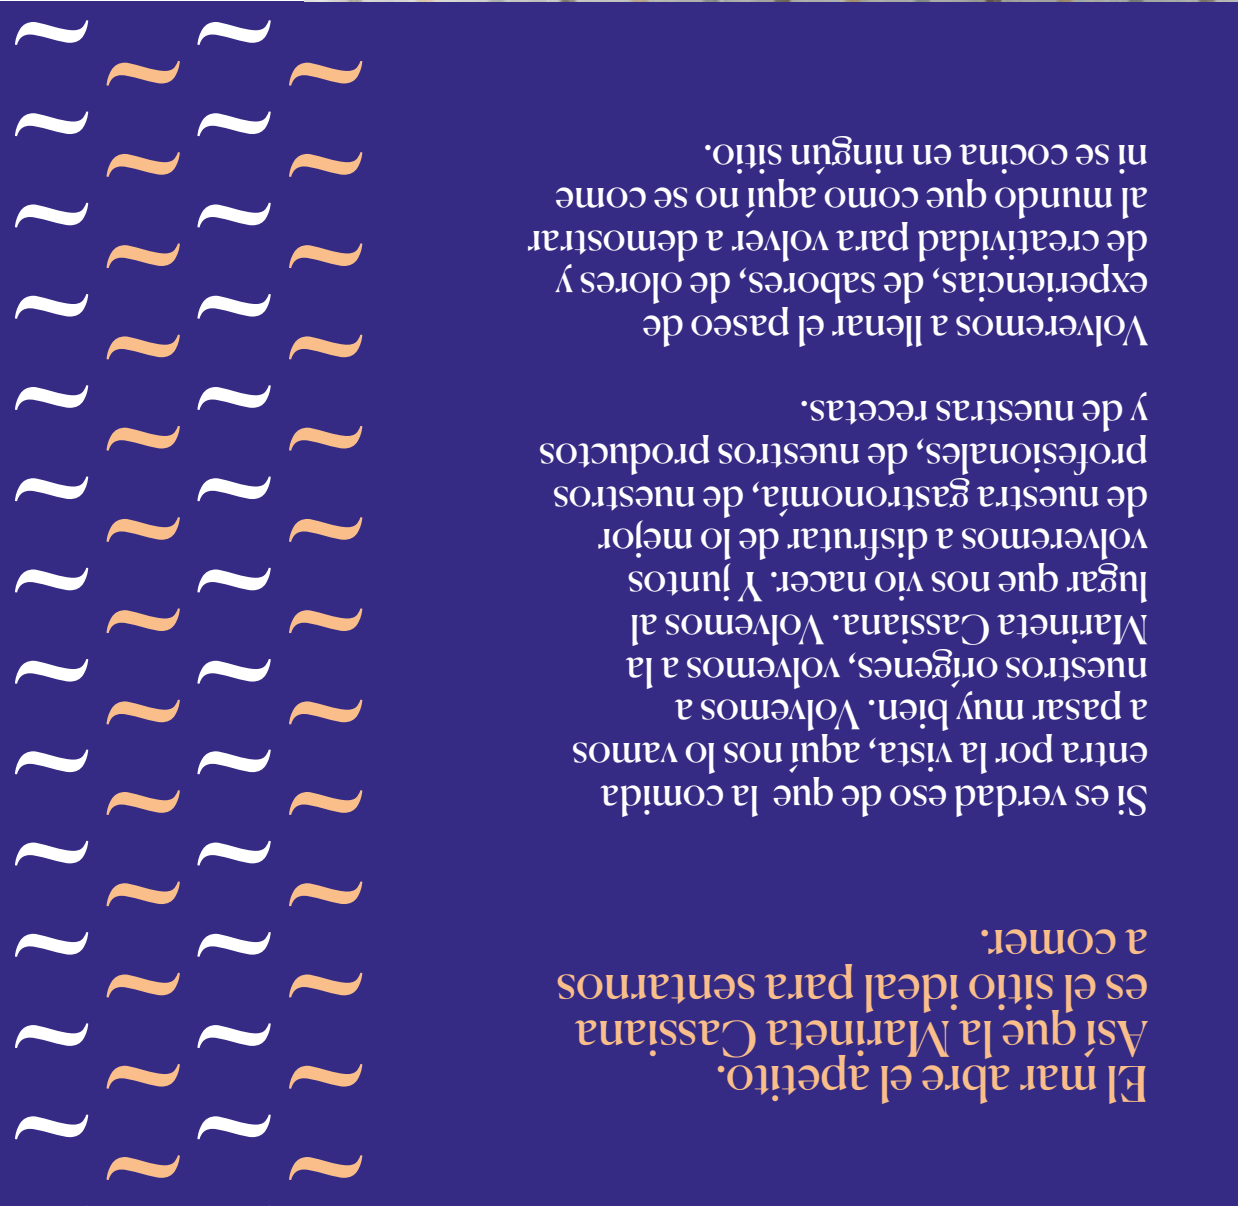 El mar abre el apetito.
Así que la Marineta Cassiana
es el sitio ideal para sentarnos
a comer.
Si es verdad eso de que la comida
entra por la vista, aquí nos lo vamos
a pasar muy bien. Volvemos a
nuestros orígenes, volvemos a la
Marineta Cassiana. Volvemos al
lugar que nos vio nacer. Y juntos
volveremos a disfrutar de lo mejor
de nuestra gastronomía, de nuestros
profesionales, de nuestros productos
y de nuestras recetas.
Volveremos a llenar el paseo de
experiencias, de sabores, de olores y
de creatividad para volver a demostrar
al mundo que como aquí no se come
ni se cocina en ningún sitio.